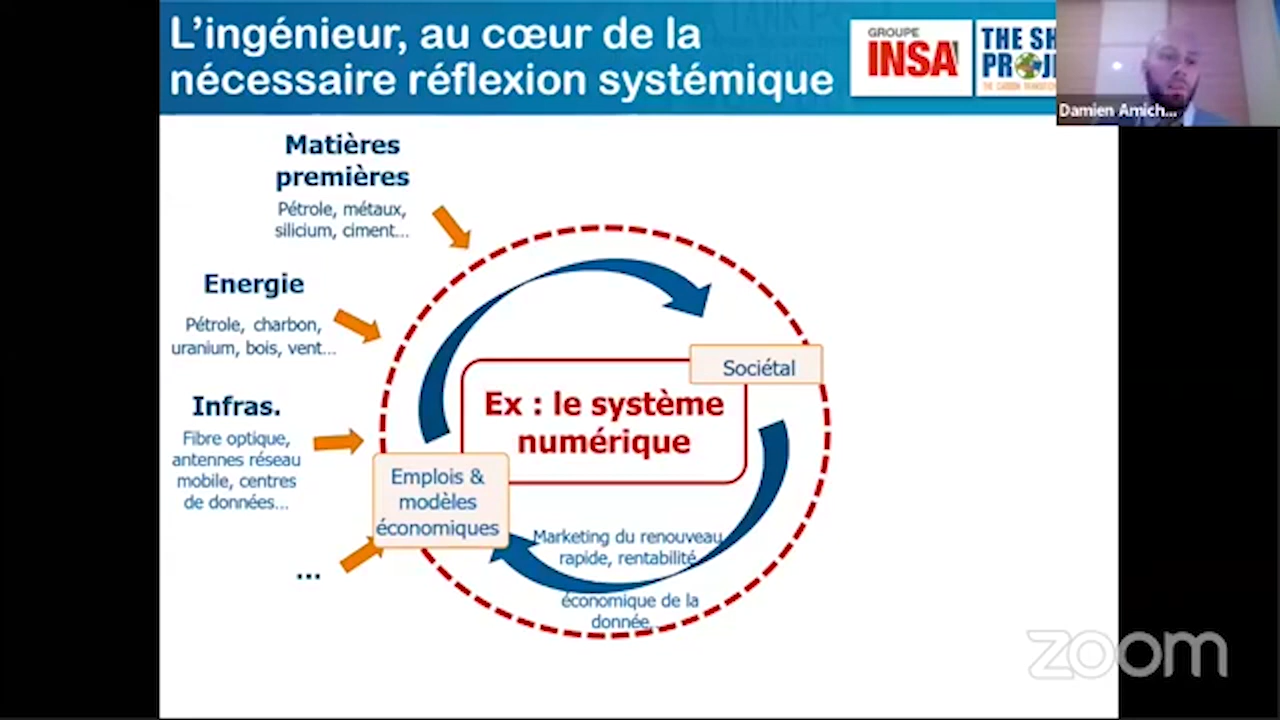 L’ingénieur, au cœur de la
nécessaire réflexion systémique
GROUPE
INSA
THE SH
PROJE
Damien Amich...
Matières
premières
Pétrole, métaux,
silicium, ciment...
Energie
Pétrole, charbon,
uranium, bois, vent...
Infras.
Fibre optique,
antennes réseau
mobile, centres
de données...
...
Sociétal
Ex : le système
numérique
Emplois &
modèles
économiques
Marketing du renouveau
rapide, rentabilité
économique de la
donnée,..
zoom